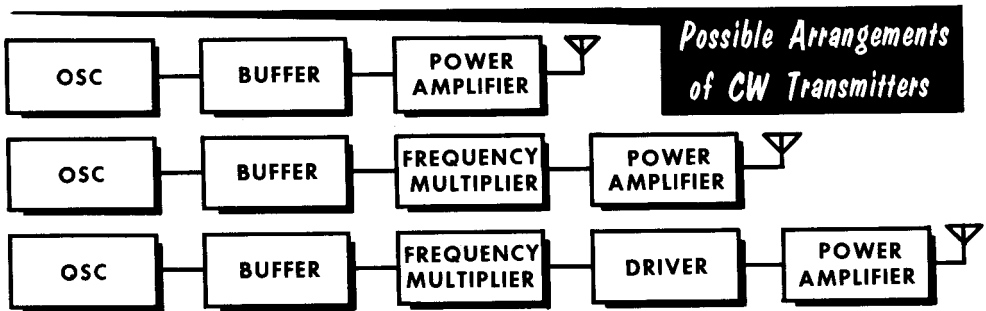 Possible Arrangements
of CW Transmitters
OSC
BUFFER
POWER
AMPLIFIER
OSC
BUFFER
FREQUENCY
MULTIPLIER
POWER
AMPLIFIER
OSC
BUFFER
FREQUENCY
MULTIPLIER
DRIVER
POWER
AMPLIFIER